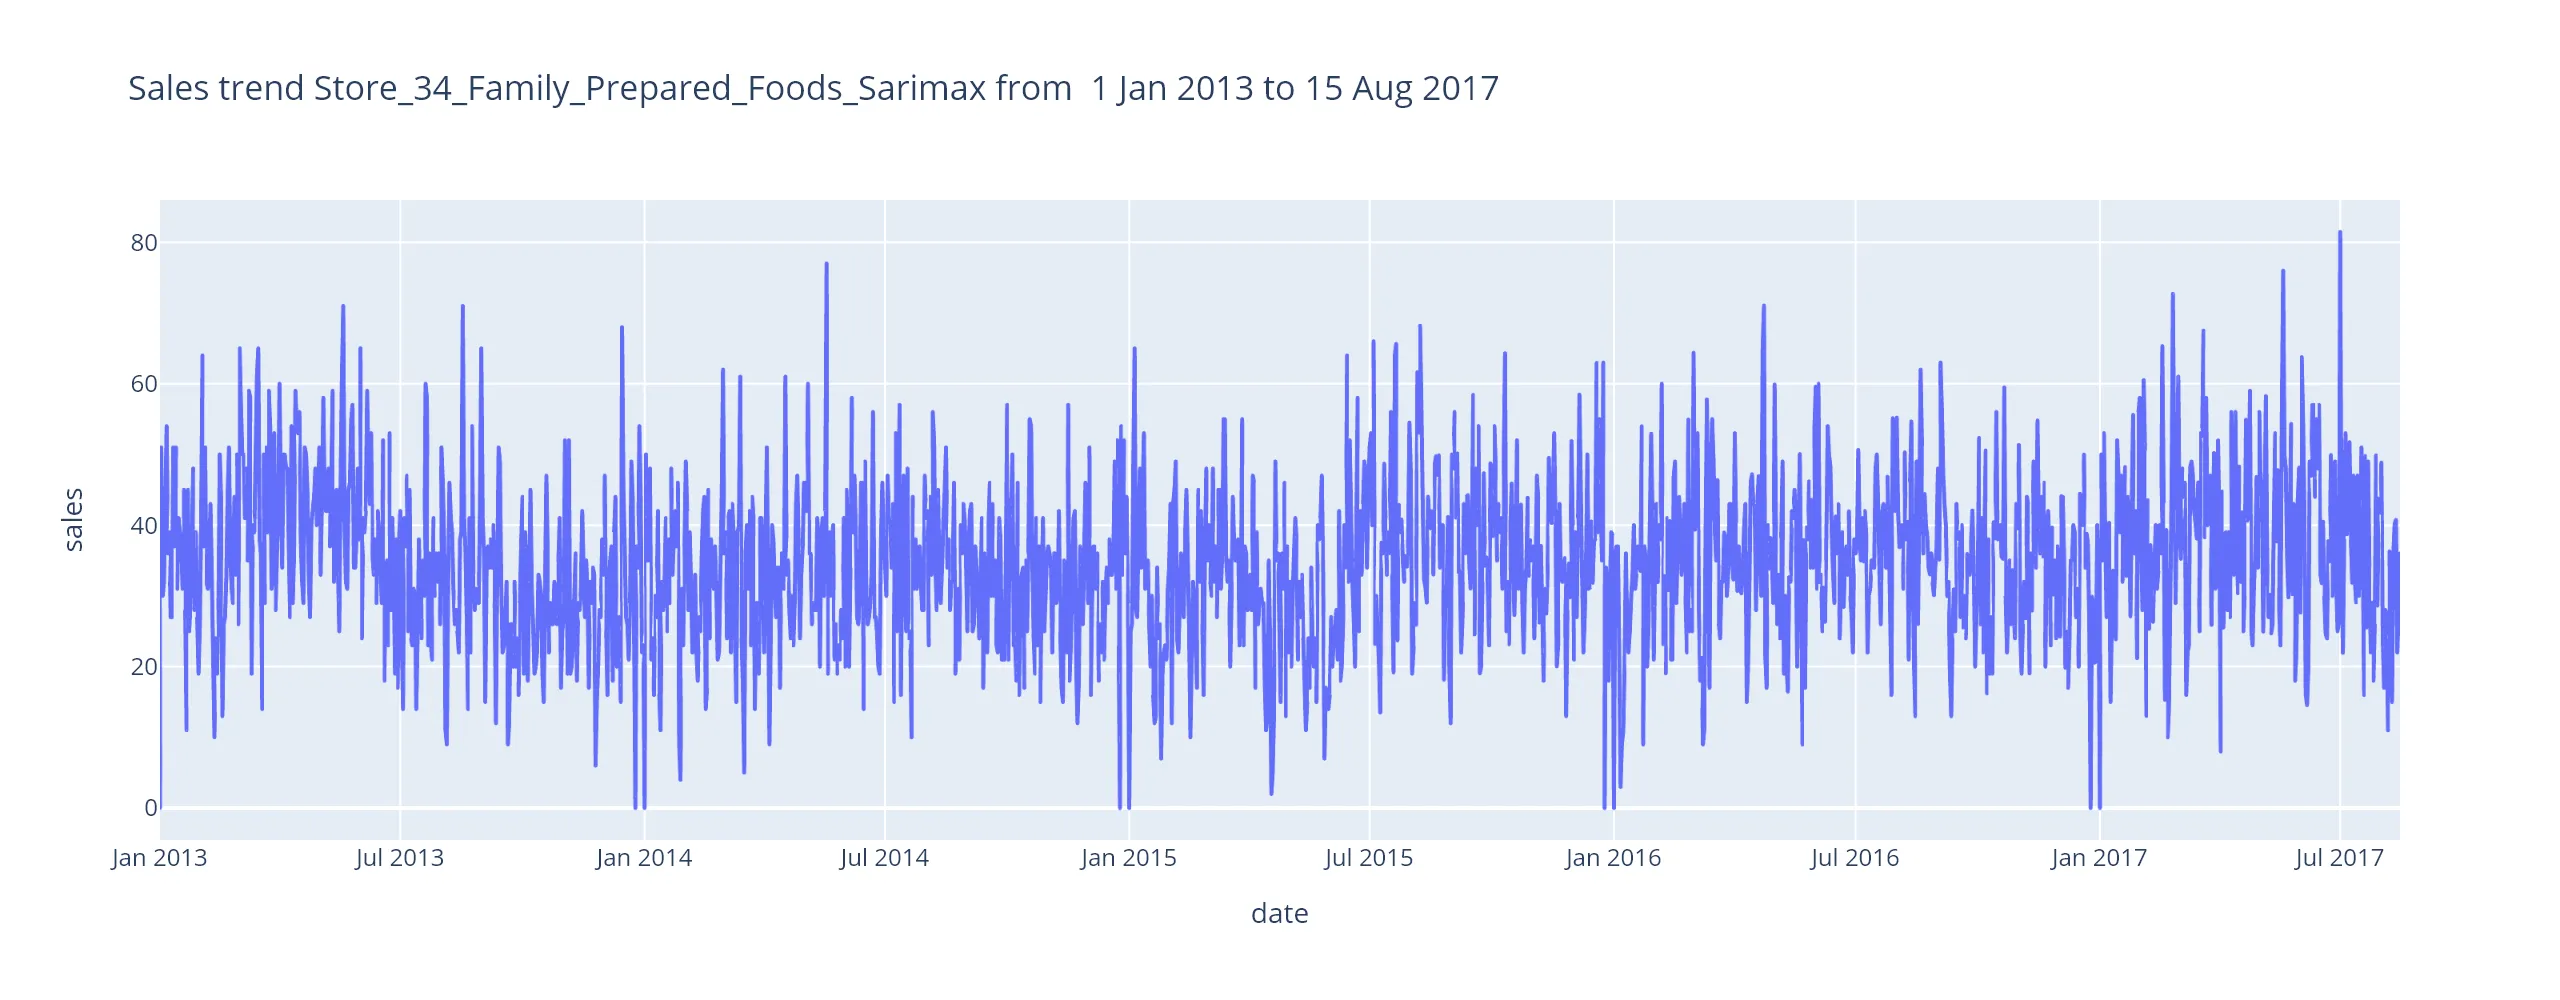 Sales trend Store_34_Family_Prepared_Foods_Sarimax from  1 Jan 2013 to 15 Aug 2017
80
60
40
20
0
sales
Jan 2013 Jul 2013 Jan 2014 Jul 2014 Jan 2015 Jul 2015 Jan 2016 Jul 2016 Jan 2017 Jul 2017
date